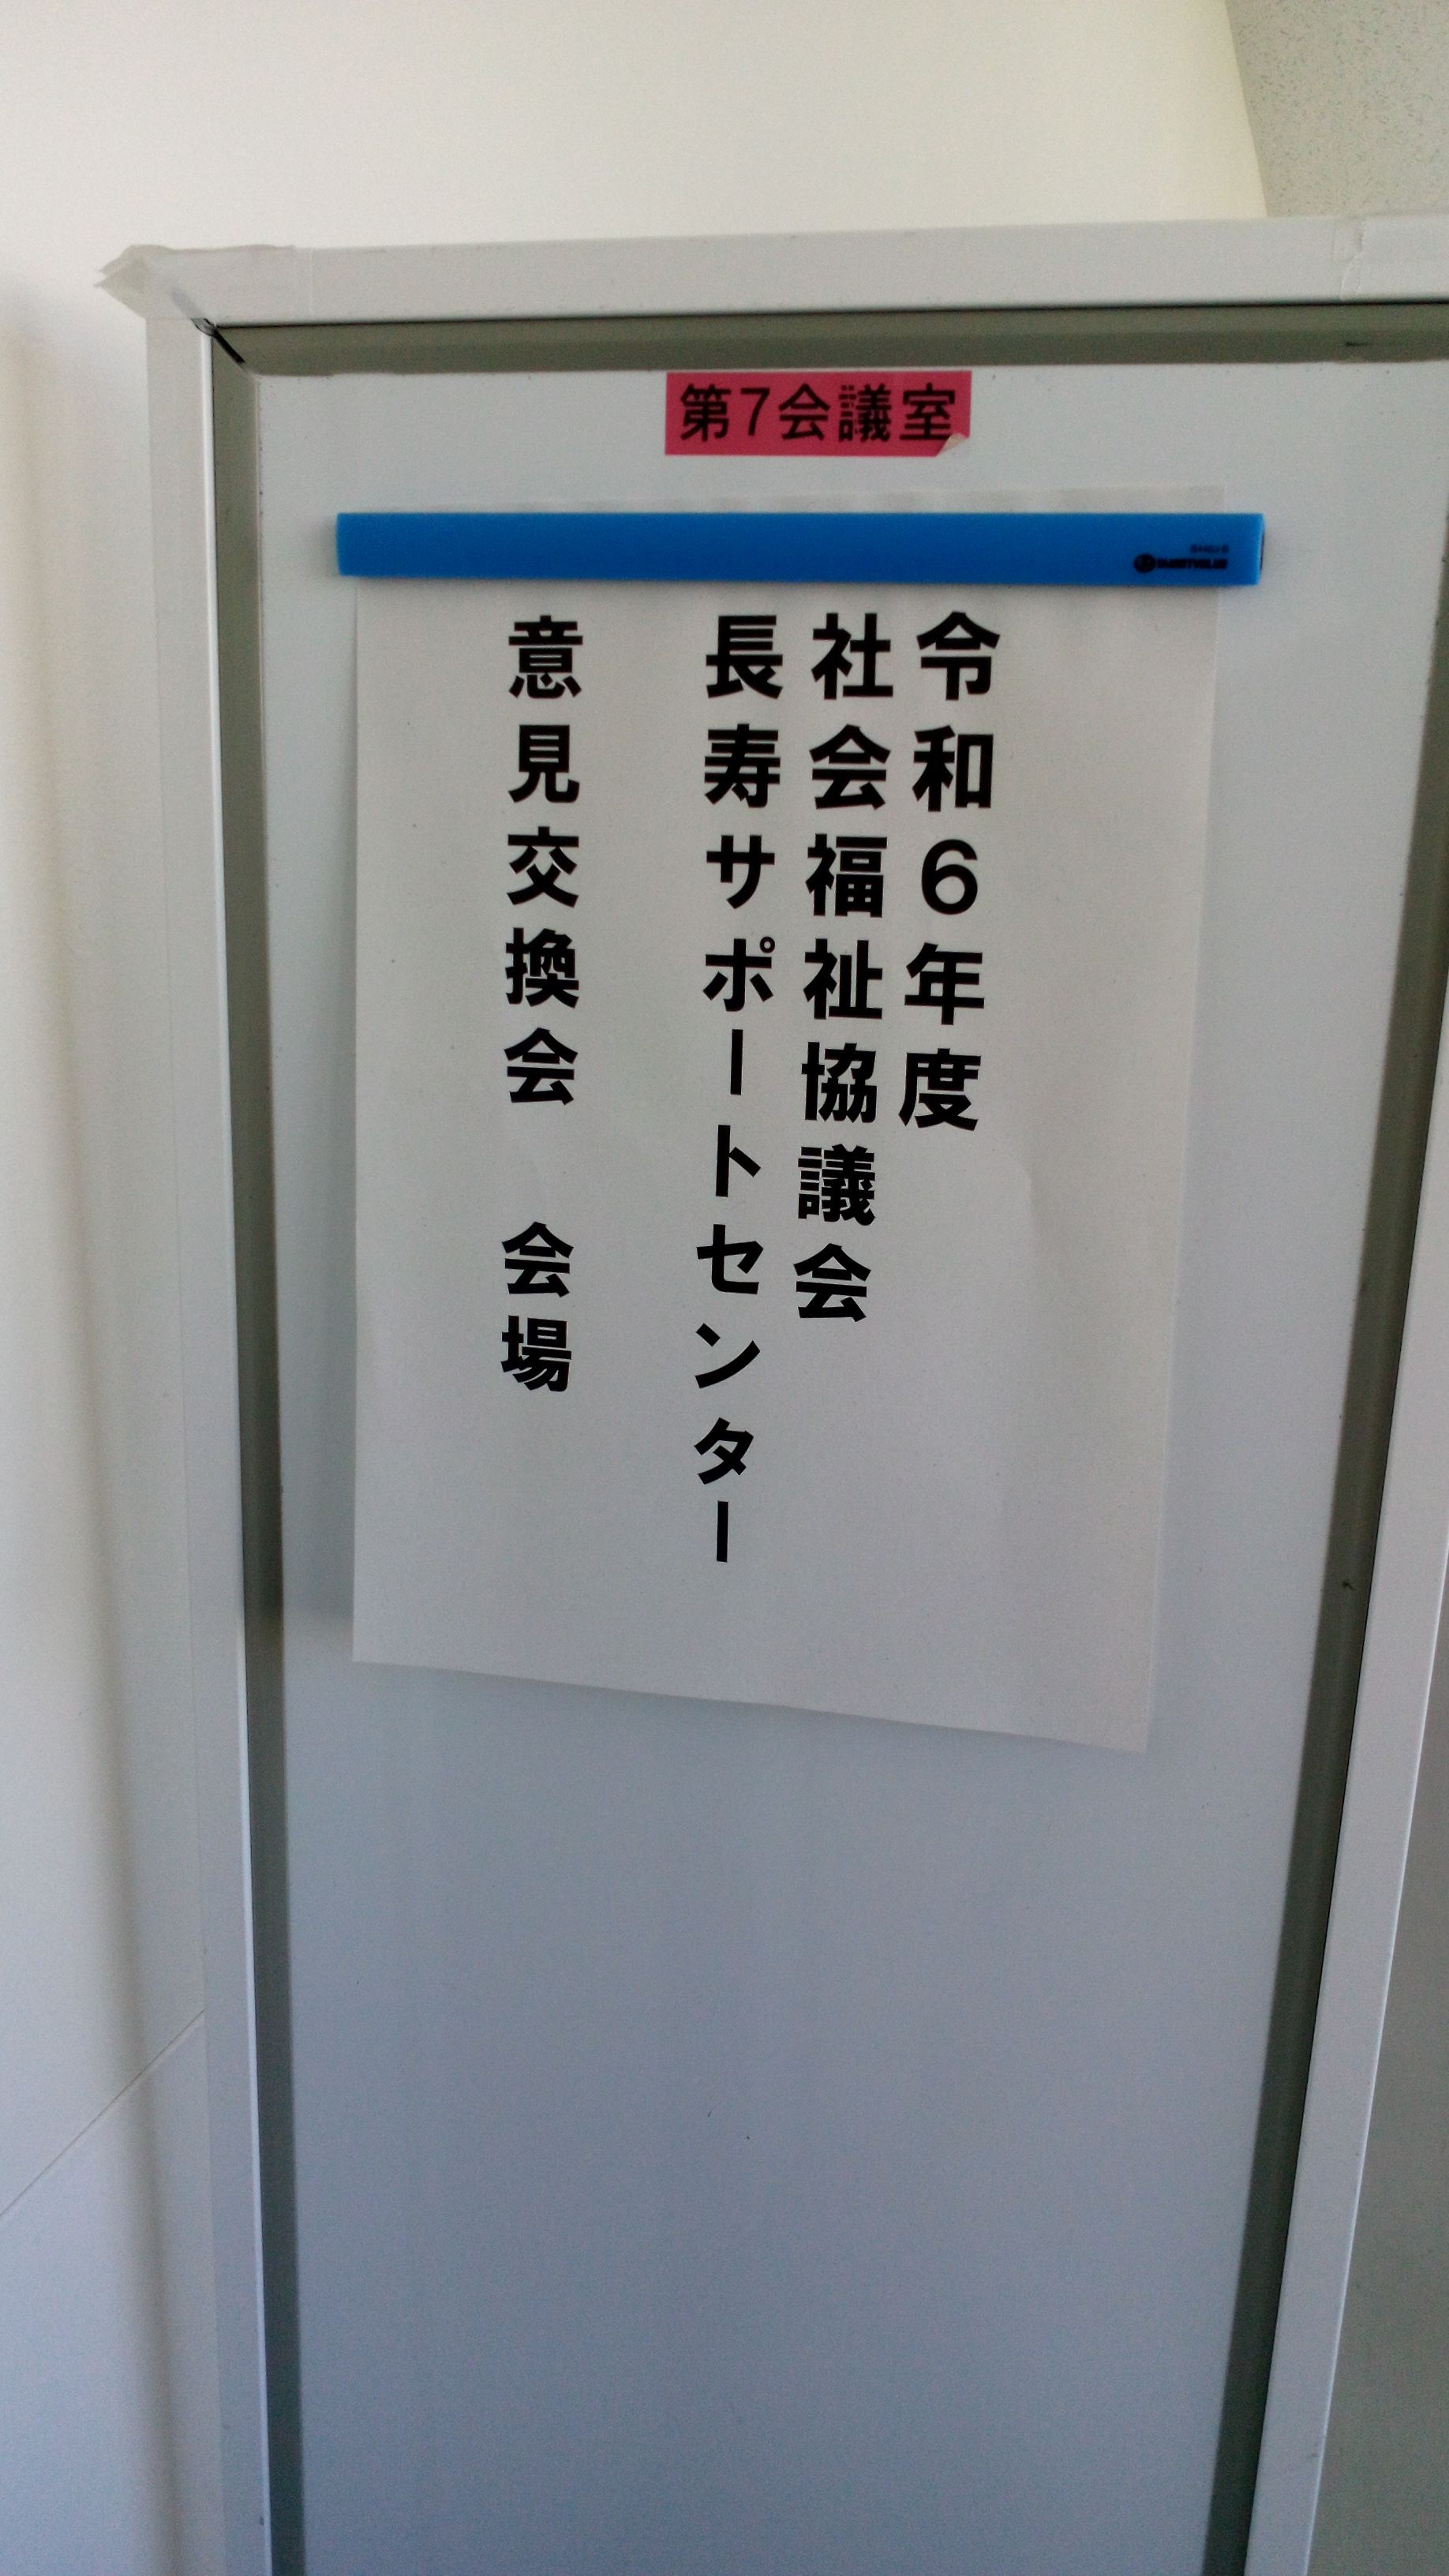 第7会議室
令和6年度
社会福祉協議会
長寿サポートセンター
意見交換会　会場